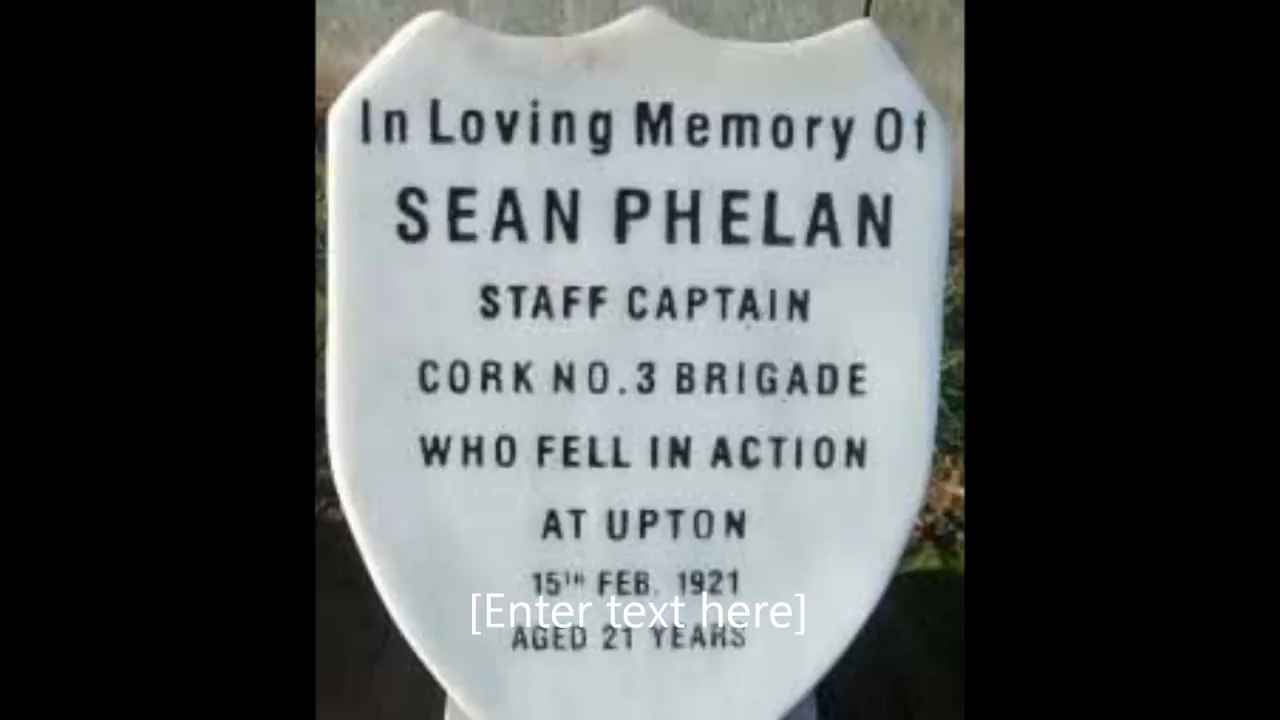 In Loving Memory Of
SEAN PHELAN
STAFF CAPTAIN
CORK NO.3 BRIGADE
WHO FELL IN ACTION
AT UPTON
15TH FEB. 1921
[Enter text here]
AGED 21 YEARS